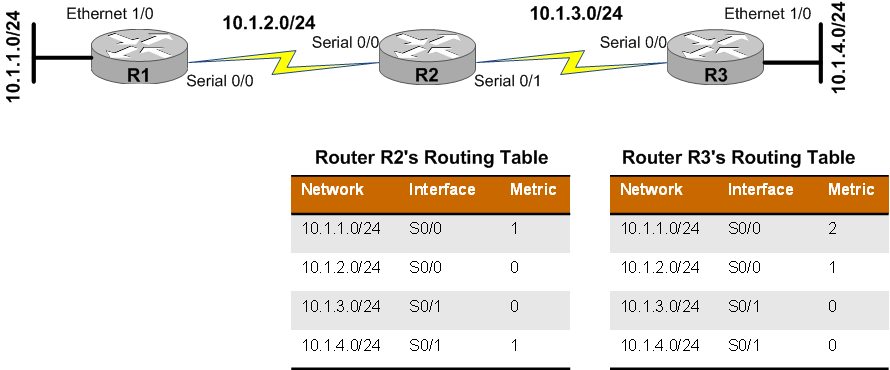 Ethernet 1/0
10.1.2.0/24
10.1.3.0/24
Ethernet 1/0
10.1.1.0/24
Serial 0/0
Serial 0/0
10.1.4.0/24
R1
R2
R3
Serial 0/0
Serial 0/1
Router R2's Routing Table
Network Interface Metric
10.1.1.0/24 S0/0 1
10.1.2.0/24 S0/0 0
10.1.3.0/24 S0/1 0
10.1.4.0/24 S0/1 1
Router R3's Routing Table
Network Interface Metric
10.1.1.0/24 S0/0 2
10.1.2.0/24 S0/0 1
10.1.3.0/24 S0/1 0
10.1.4.0/24 S0/1 0